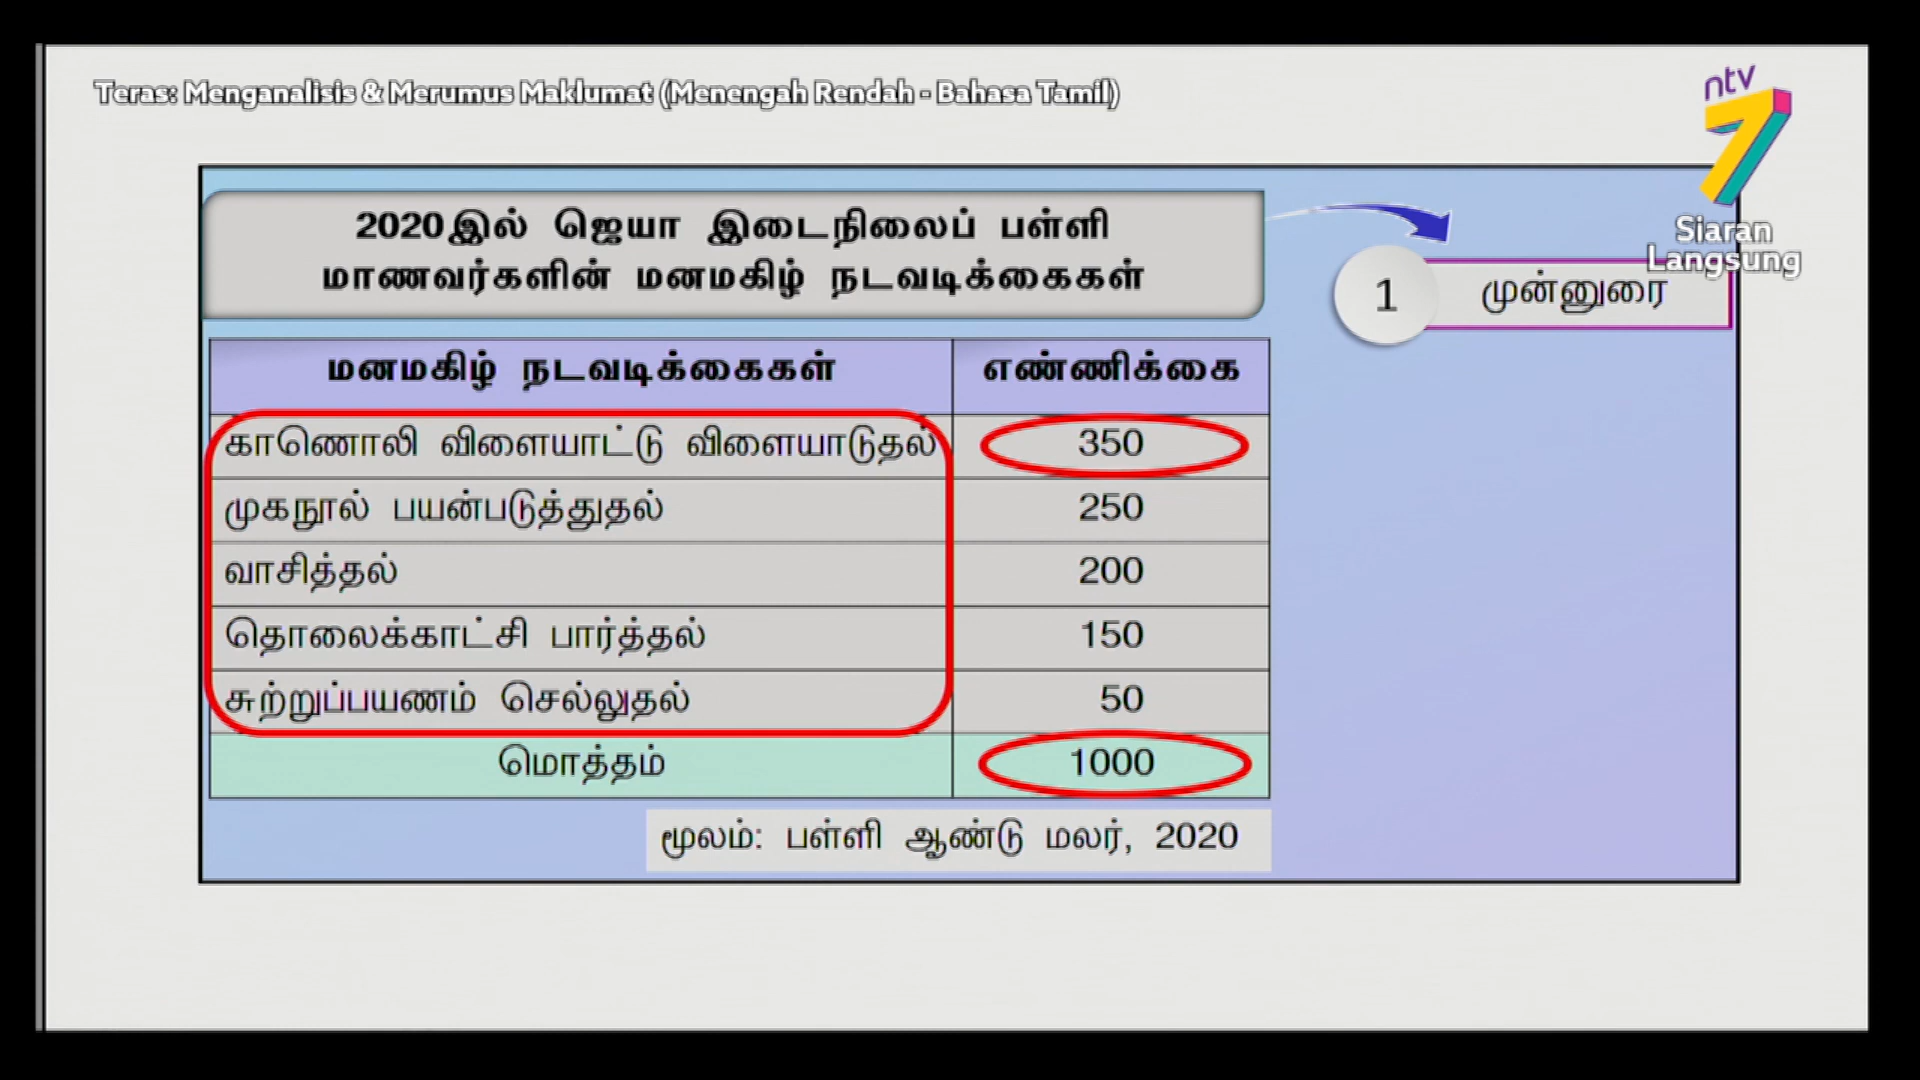 Teras: Menganalisis & Merumus Maklumat (Menengah Rendah - Bahasa Tamil)
ntv
7
Siaran
Langsung
2020இல் ஜெயா இடைநிலைப் பள்ளி
மாணவர்களின் மனமகிழ் நடவடிக்கைகள்
1 முன்னுரை
மனமகிழ் நடவடிக்கைகள் எண்ணிக்கை
காணொலி விளையாட்டு விளையாடுதல் 350
முகநூல் பயன்படுத்துதல் 250
வாசித்தல் 200
தொலைக்காட்சி பார்த்தல் 150
சுற்றுப்பயணம் செல்லுதல் 50
மொத்தம் 1000
மூலம்: பள்ளி ஆண்டு மலர், 2020